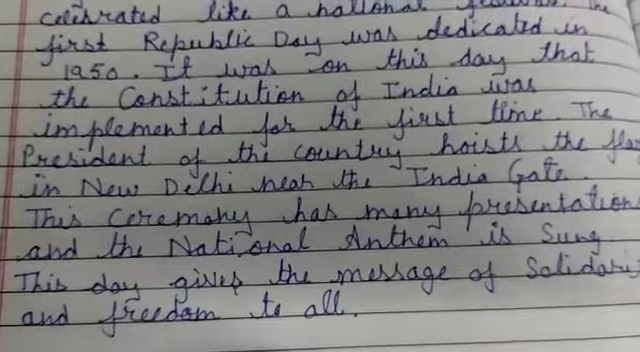 celebrated like a national
first Republic Day was dedicated in
1950. It was on this day that
the Constitution of India was
implemented for the first time. The
President of the country hoists the fla
in New Delhi near the India Gate.
This ceremony has many presentation
and the National Anthem is Sung
This day gives the message of Solidari
and freedom to all.